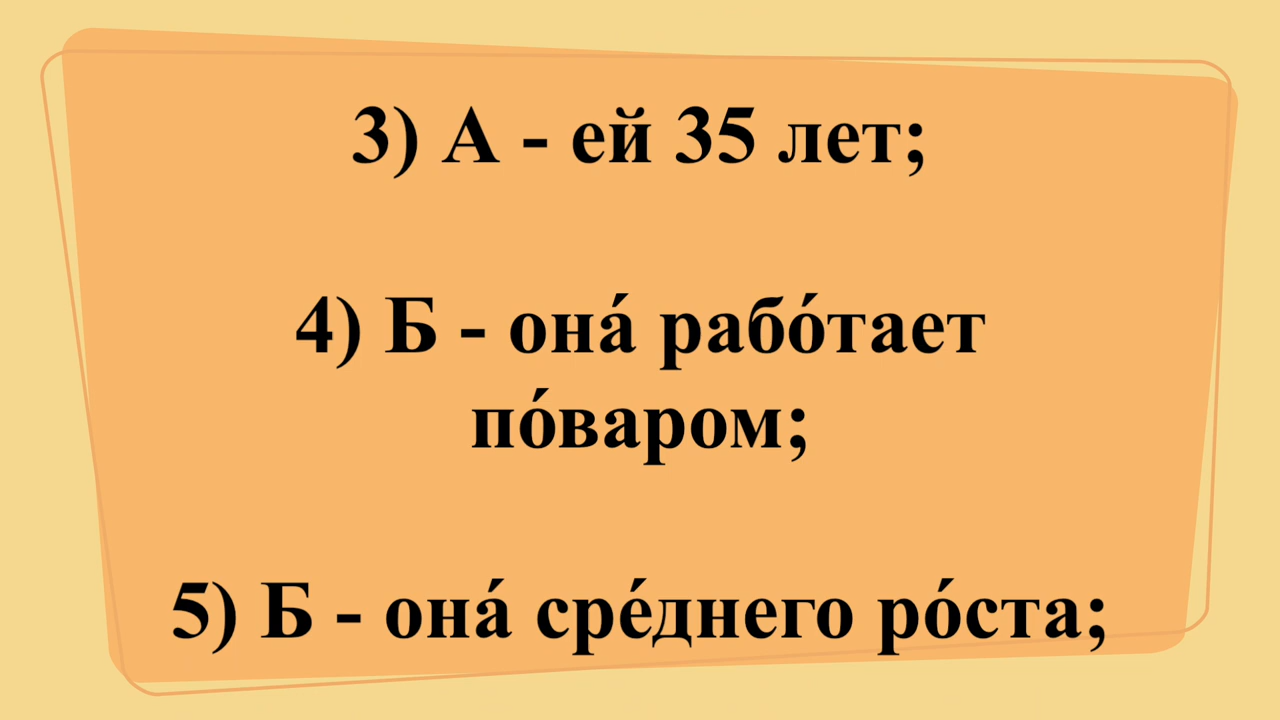 3) А - ей 35 лет;
4) Б - она́ рабо́тает
по́варом;
5) Б - она́ сре́днего ро́ста;